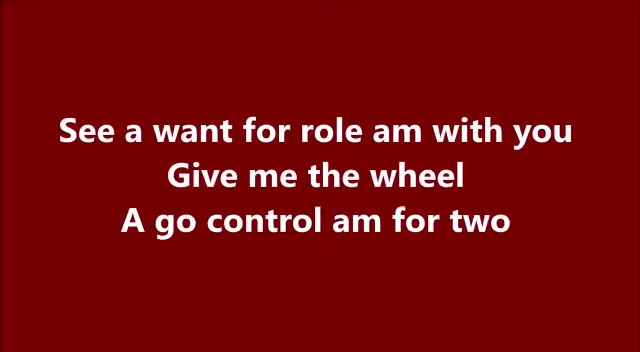 See a want for role am with you
Give me the wheel
A go control am for two